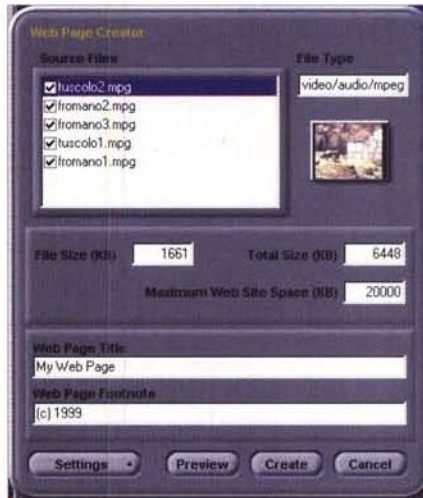 Web Page Creator
Source Files
File Type
tuscolo2.mpg
fromano2.mpg
fromano3.mpg
tuscolo1.mpg
fromano1.mpg
video/audio/mpeg
File Size (KB) 1661
Total Size (KB) 6448
Maximum Web Site Space (KB) 20000
Web Page Title
My Web Page
Web Page Footnote
(c) 1999
Settings Preview Create Cancel